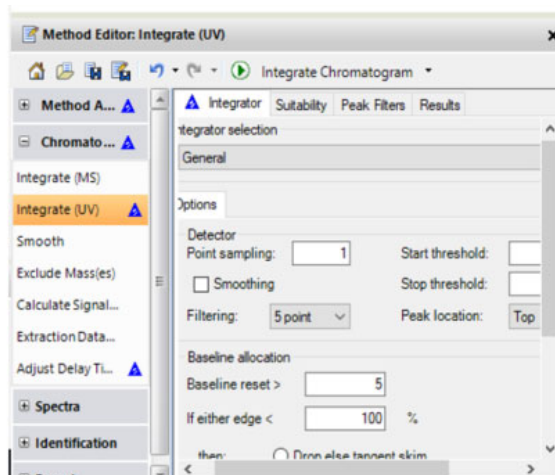 Method Editor: Integrate (UV)
Integrate Chromatogram
Method A...
Chromato ...
Integrate (MS)
Integrate (UV)
Smooth
Exclude Mass(es)
Calculate Signal...
Extraction Data...
Adjust Delay Ti...
Spectra
Identification
Integrator Suitability Peak Filters Results
ntegrator selection
General
Options
Detector
Point sampling: 1 Start threshold:
Smoothing Stop threshold:
Filtering: 5 point Peak location: Top
Baseline allocation
Baseline reset > 5
If either edge < 100 %
then: Drop else tangent skim